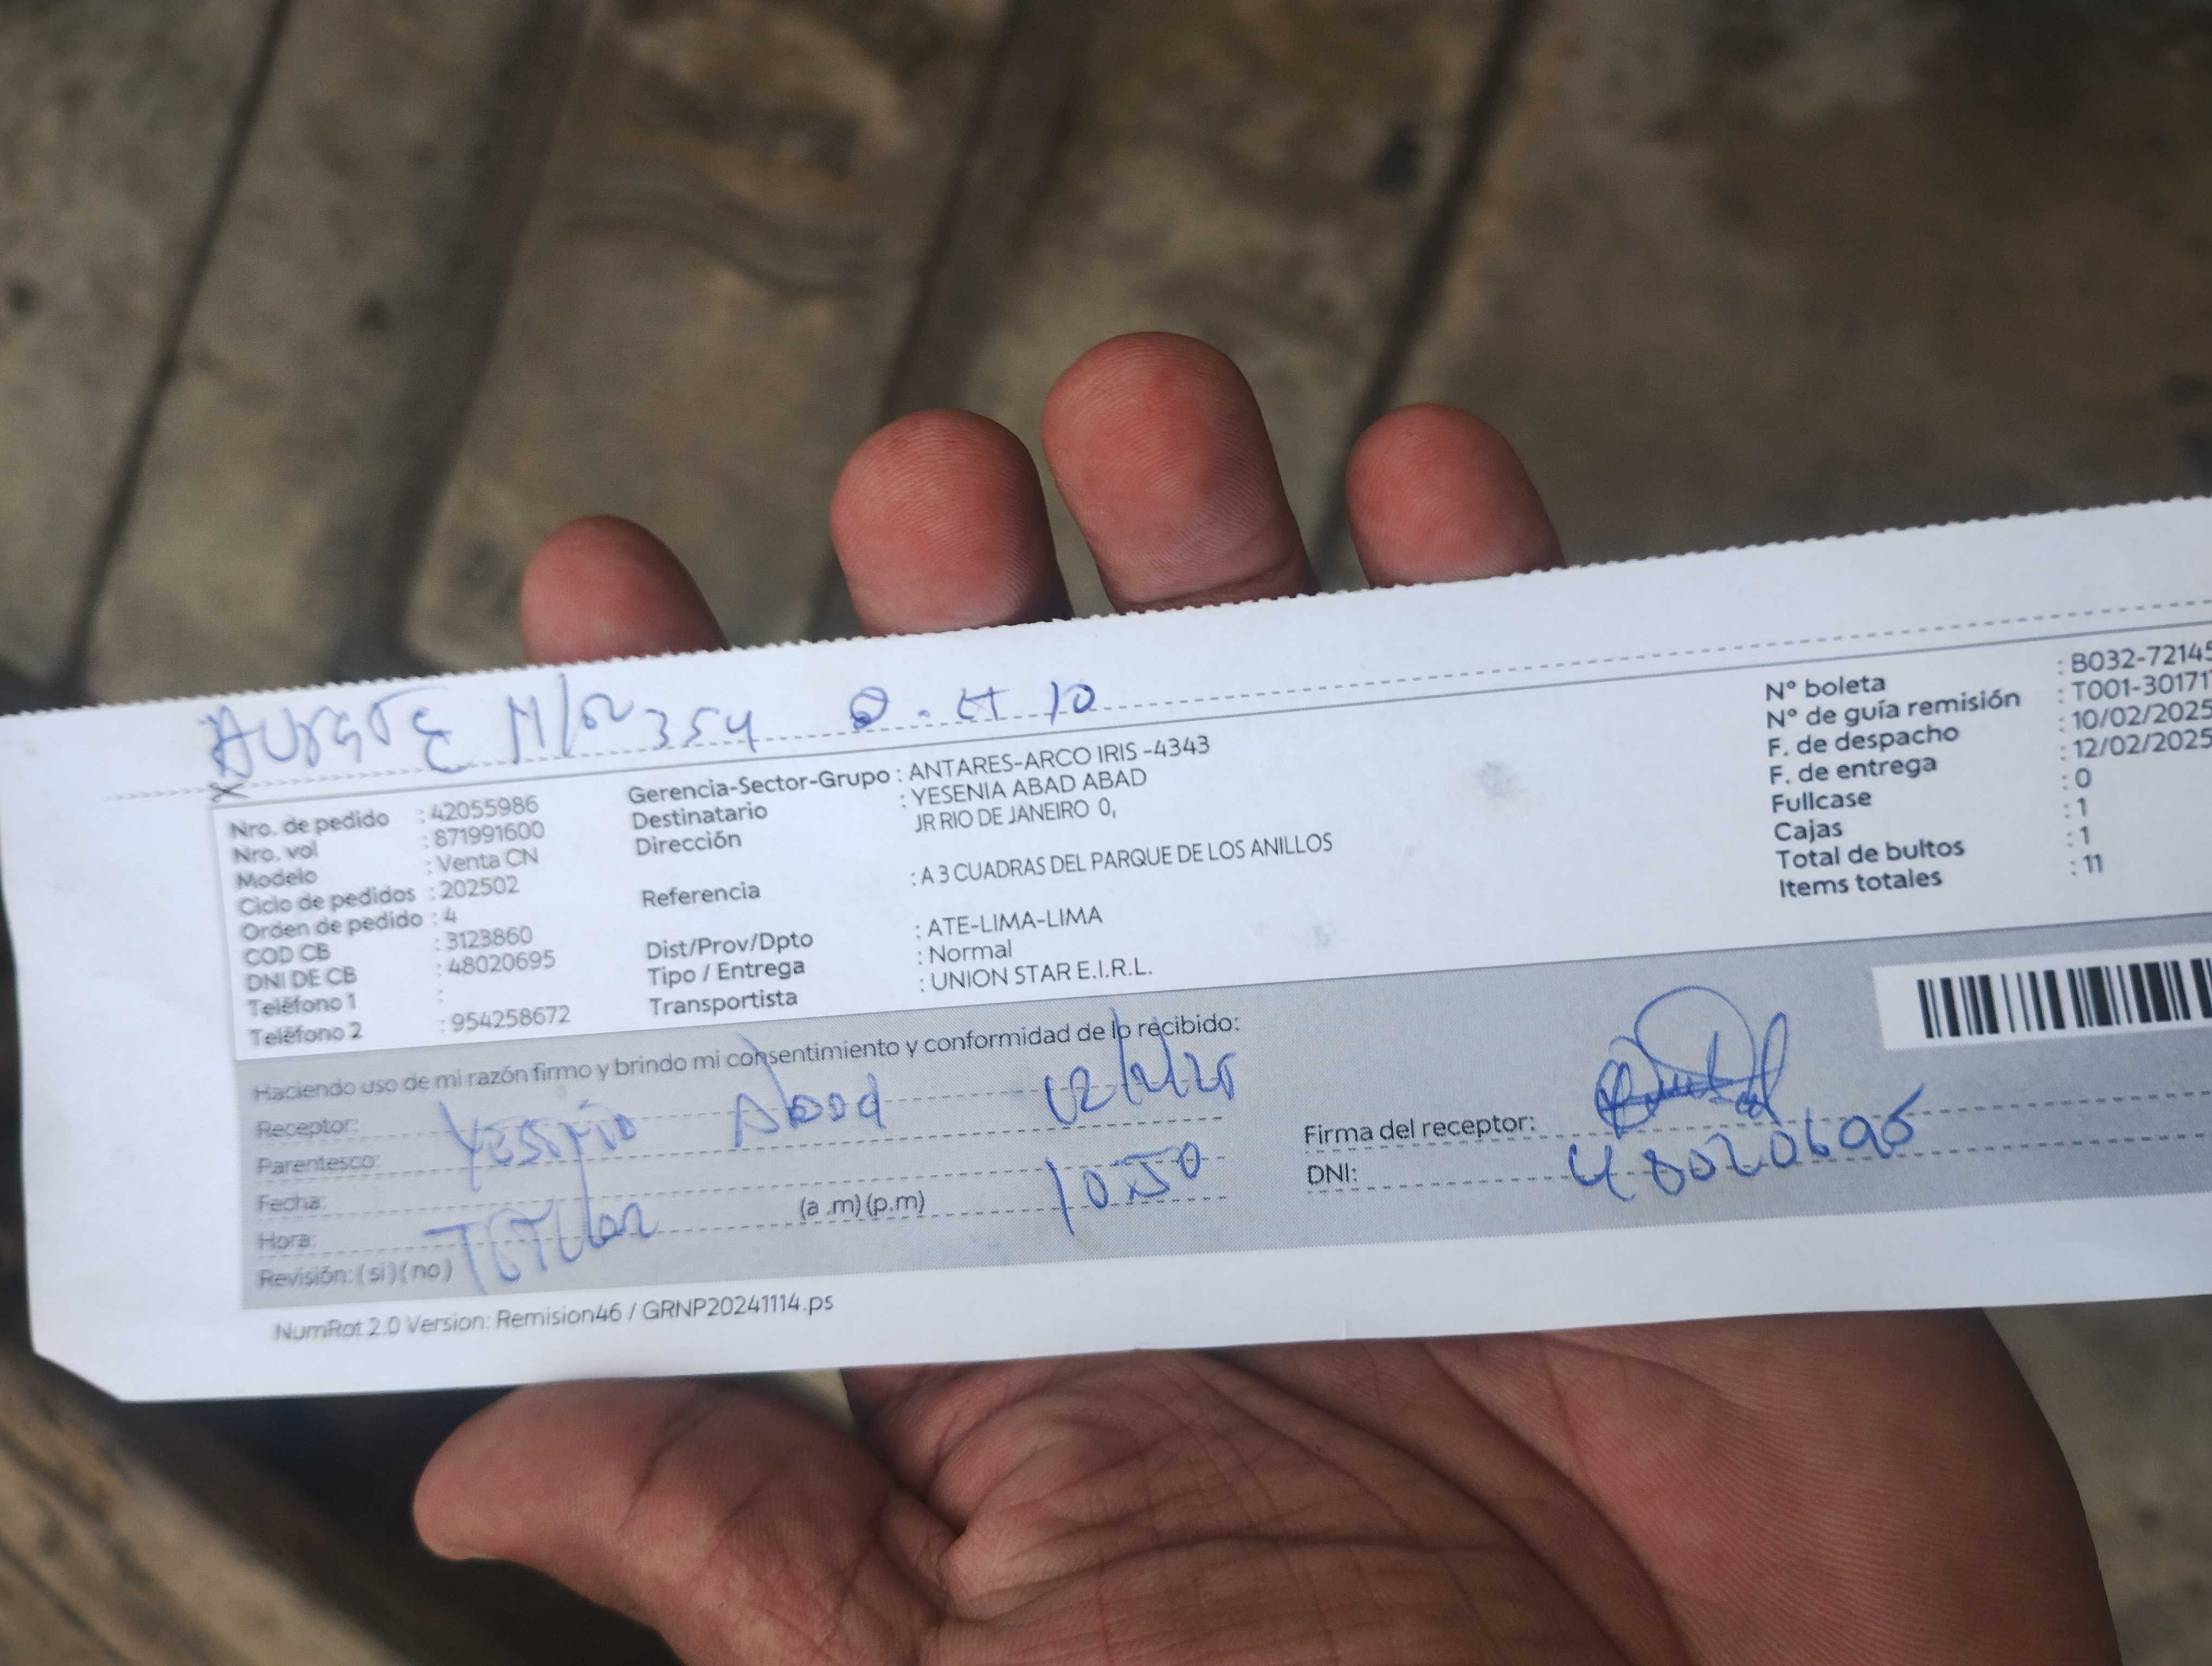 354 10
Nro. de pedido : 42055986
Nro. vol : 871991600
Modelo : Venta CN
Ciclo de pedidos : 202502
Orden de pedido : 4
COD CB : 3123860
DNI DE CB : 48020695
Teléfono 1 :
Teléfono 2 : 954258672
Gerencia-Sector-Grupo : ANTARES-ARCO IRIS -4343
Destinatario : YESENIA ABAD ABAD
Dirección JR RIO DE JANEIRO 0,
Referencia : A 3 CUADRAS DEL PARQUE DE LOS ANILLOS
Dist/Prov/Dpto : ATE-LIMA-LIMA
Tipo / Entrega : Normal
Transportista : UNION STAR E.I.R.L.
N° boleta : B032-72145
N° de guía remisión : T001-30171
F. de despacho : 10/02/2025
F. de entrega : 12/02/2025
Fullcase : 0
Cajas : 1
Total de bultos : 1
Items totales : 11
Haciendo uso de mi razón firmo y brindo mi consentimiento y conformidad de lo recibido:
Receptor: Abad 12/2/25
Parentesco:
Fecha:
Hora: (a .m) (p.m) 10:50
Revisión: ( si ) ( no )
Firma del receptor:
DNI: 48020695
NumRot 2.0 Version: Remision46 / GRNP20241114.ps